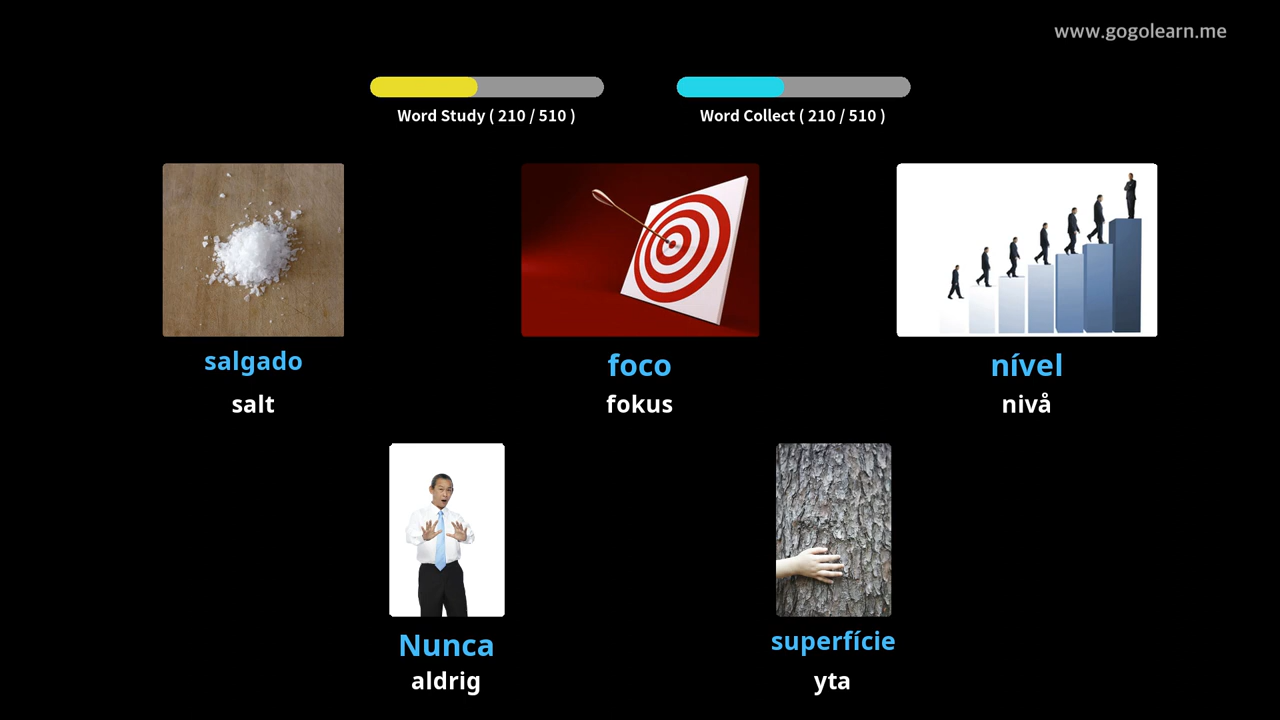 www.gogolearn.me
Word Study ( 210 / 510 )
Word Collect ( 210 / 510 )
salgado
salt
foco
fokus
nível
nivå
Nunca
aldrig
superfície
yta